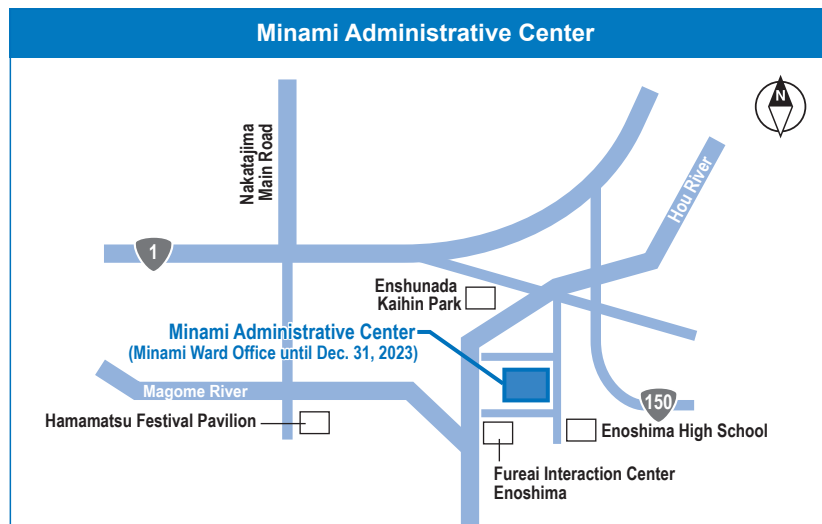 Minami Administrative Center
N
Nakatajima
Main Road
Hou River
1
Enshunada
Kaihin Park
Minami Administrative Center
(Minami Ward Office until Dec. 31, 2023)
Magome River
150
Hamamatsu Festival Pavilion
Enoshima High School
Fureai Interaction Center
Enoshima